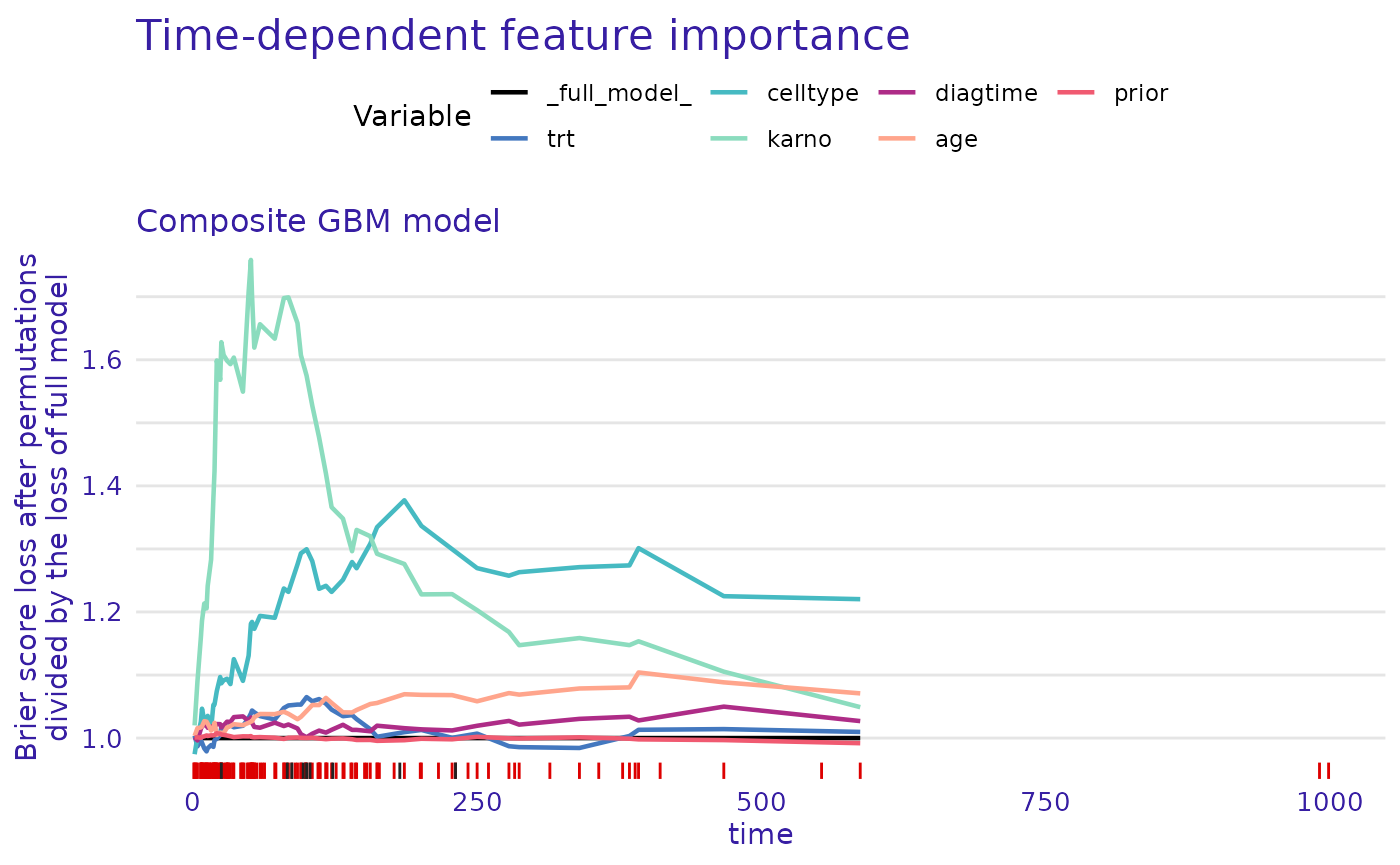 Time-dependent feature importance
Variable
_full_model_
celltype
diagtime
prior
trt
karno
age
Composite GBM model
Brier score loss after permutations
divided by the loss of full model
1.6
1.4
1.2
1.0
0
250
500
750
1000
time